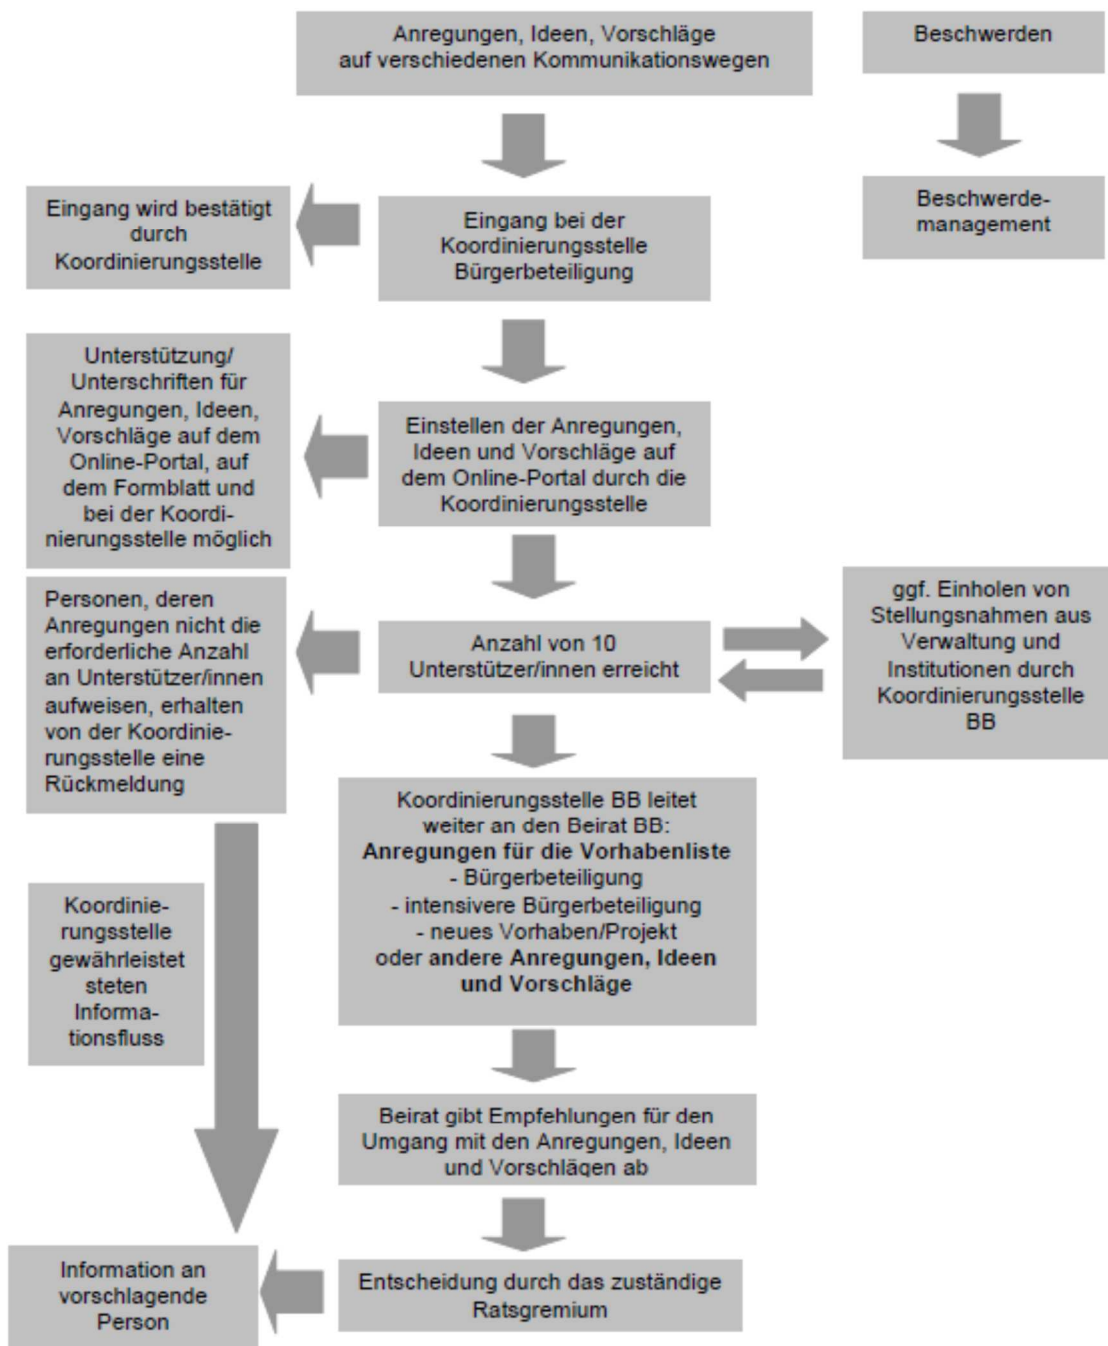 Anregungen, Ideen, Vorschläge
auf verschiedenen Kommunikationswegen
Beschwerden
Beschwerde-
management
Eingang wird bestätigt
durch
Koordinierungsstelle
Eingang bei der
Koordinierungsstelle
Bürgerbeteiligung
Unterstützung/
Unterschriften für
Anregungen, Ideen,
Vorschläge auf dem
Online-Portal, auf
dem Formblatt und
bei der Koordi-
nierungsstelle möglich
Einstellen der Anregungen,
Ideen und Vorschläge auf
dem Online-Portal durch die
Koordinierungsstelle
Personen, deren
Anregungen nicht die
erforderliche Anzahl
an Unterstützer/innen
aufweisen, erhalten
von der Koordinie-
rungsstelle eine
Rückmeldung
Anzahl von 10
Unterstützer/innen erreicht
ggf. Einholen von
Stellungsnahmen aus
Verwaltung und
Institutionen durch
Koordinierungsstelle
BB
Koordinierungsstelle BB leitet
weiter an den Beirat BB:
Anregungen für die Vorhabenliste
- Bürgerbeteiligung
- intensivere Bürgerbeteiligung
- neues Vorhaben/Projekt
oder andere Anregungen, Ideen
und Vorschläge
Koordinie-
rungsstelle
gewährleistet
steten
Informa-
tionsfluss
Beirat gibt Empfehlungen für den
Umgang mit den Anregungen, Ideen
und Vorschlägen ab
Information an
vorschlagende
Person
Entscheidung durch das zuständige
Ratsgremium